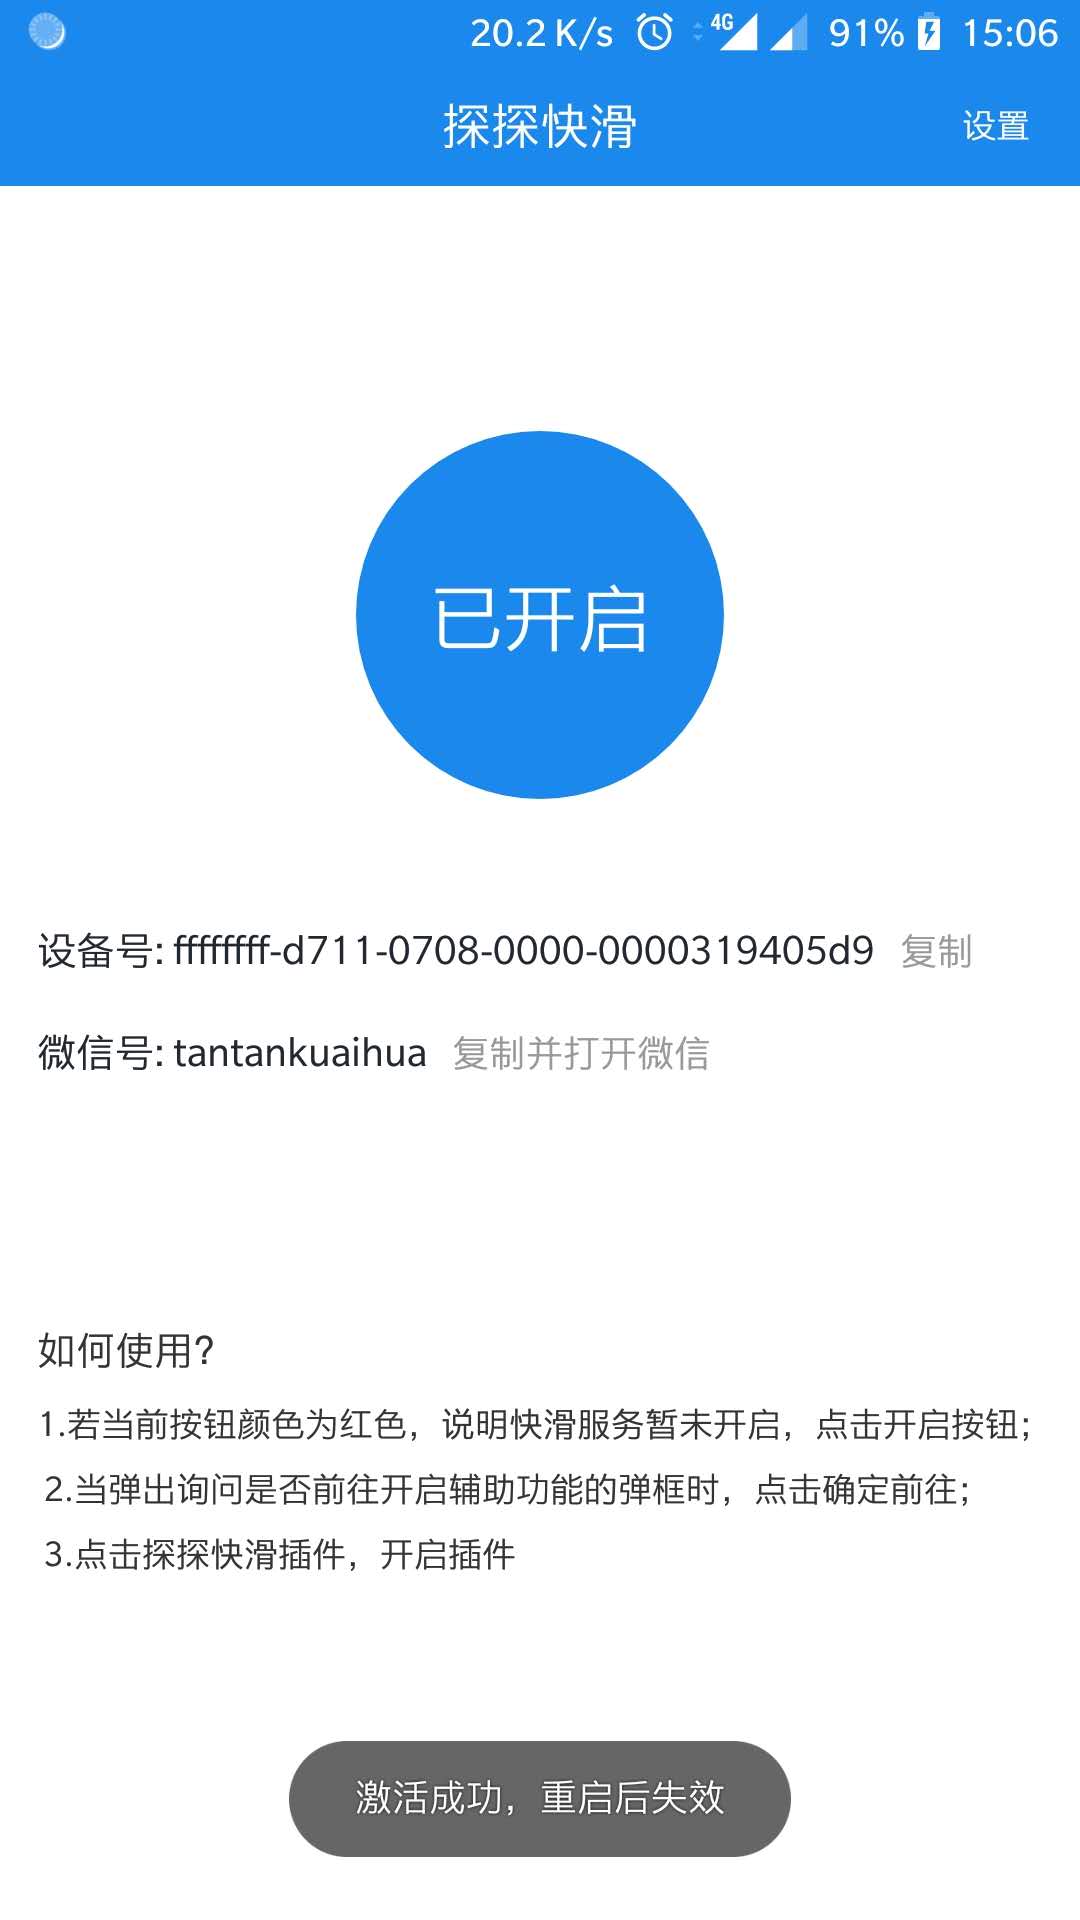 20.2 K/s 4G 91% 15:06
探探快滑 设置
已开启
设备号: ffffffff-d711-0708-0000-0000319405d9 复制
微信号: tantankuaihua 复制并打开微信
如何使用?
1.若当前按钮颜色为红色，说明快滑服务暂未开启，点击开启按钮;
2.当弹出询问是否前往开启辅助功能的弹框时，点击确定前往;
3.点击探探快滑插件，开启插件
激活成功，重启后失效